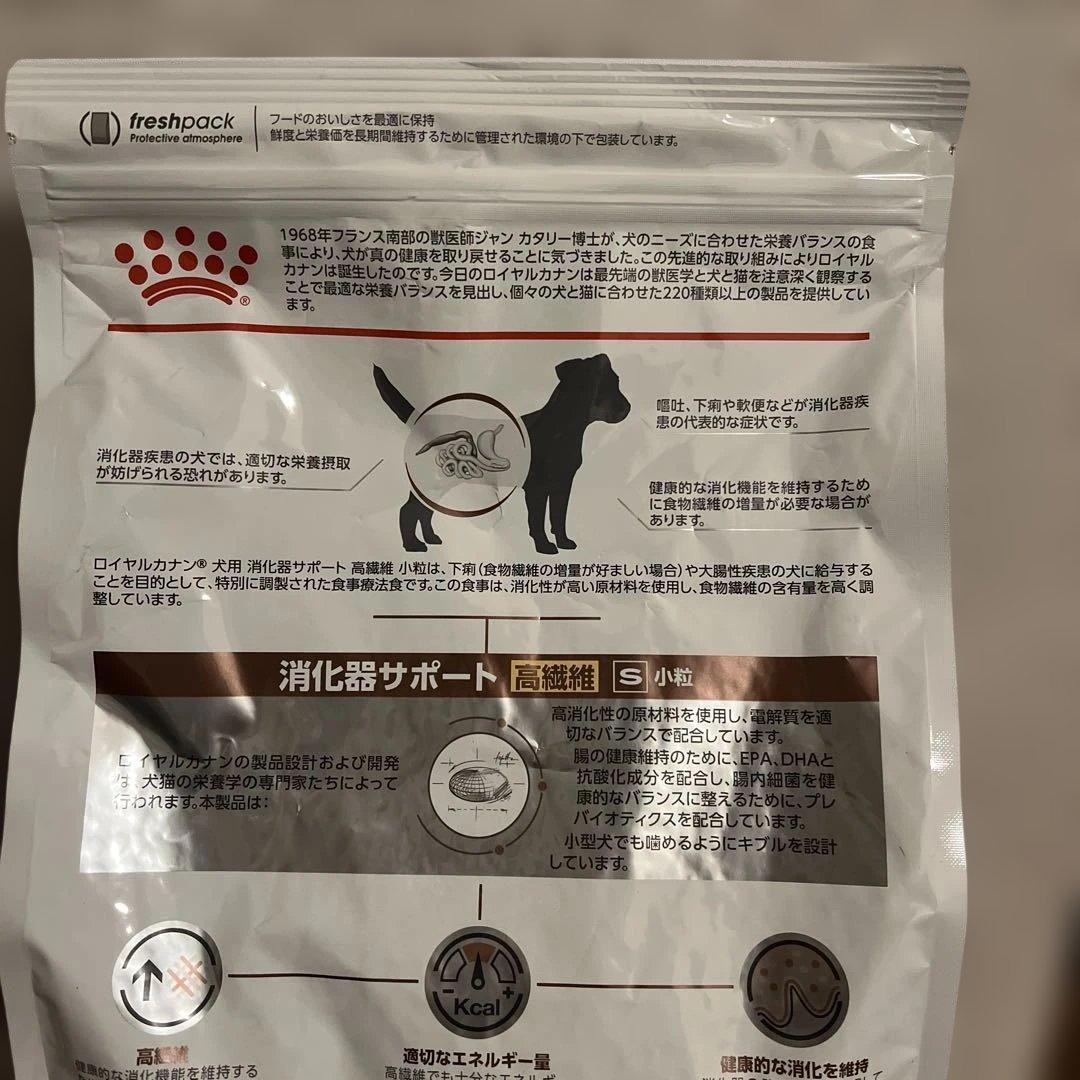 freshpack
Protective atmosphere
フードのおいしさを最適に保持
鮮度と栄養価を長期間維持するために管理された環境の下で包装しています。
1968年フランス南部の獣医師ジャン カタリー博士が、犬のニーズに合わせた栄養バランスの食
事により、犬が真の健康を取り戻せることに気づきました。この先進的な取り組みによりロイヤル
カナンは誕生したのです。今日のロイヤルカナンは最先端の獣医学と犬と猫を注意深く観察する
ことで最適な栄養バランスを見出し、個々の犬と猫に合わせた220種類以上の製品を提供してい
ます。
®
嘔吐、下痢や軟便などが消化器疾
患の代表的な症状です。
消化器疾患の犬では、適切な栄養摂取
が妨げられる恐れがあります。
健康的な消化機能を維持するため
に食物繊維の増量が必要な場合が
あります。
ロイヤルカナン® 犬用 消化器サポート 高繊維 小粒は、下痢(食物繊維の増量が好ましい場合)や大腸性疾患の犬に給与する
ことを目的として、特別に調製された食事療法食です。この食事は、消化性が高い原材料を使用し、食物繊維の含有量を高く調
整しています。
消化器サポート 高繊維 S 小粒
ロイヤルカナンの製品設計および開発
は、犬猫の栄養学の専門家たちによって
行われます。本製品は:
高消化性の原材料を使用し、電解質を適
切なバランスで配合しています。
腸の健康維持のために、EPA、DHAと
抗酸化成分を配合し、腸内細菌を健
康的なバランスに整えるために、プレ
バイオティクスを配合しています。
小型犬でも噛めるようにキブルを設計
しています。
- +
Kcal
高繊維
健康的な消化機能を維持する
適切なエネルギー量
高繊維でも十分なエネルギ
健康的な消化を維持